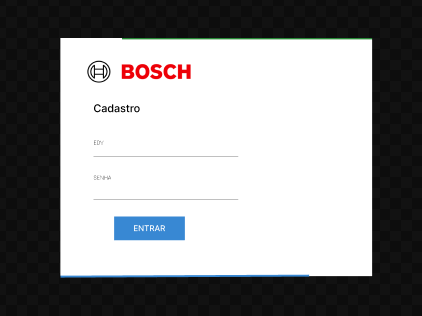 BOSCH
Cadastro
EDV
SENHA
ENTRAR